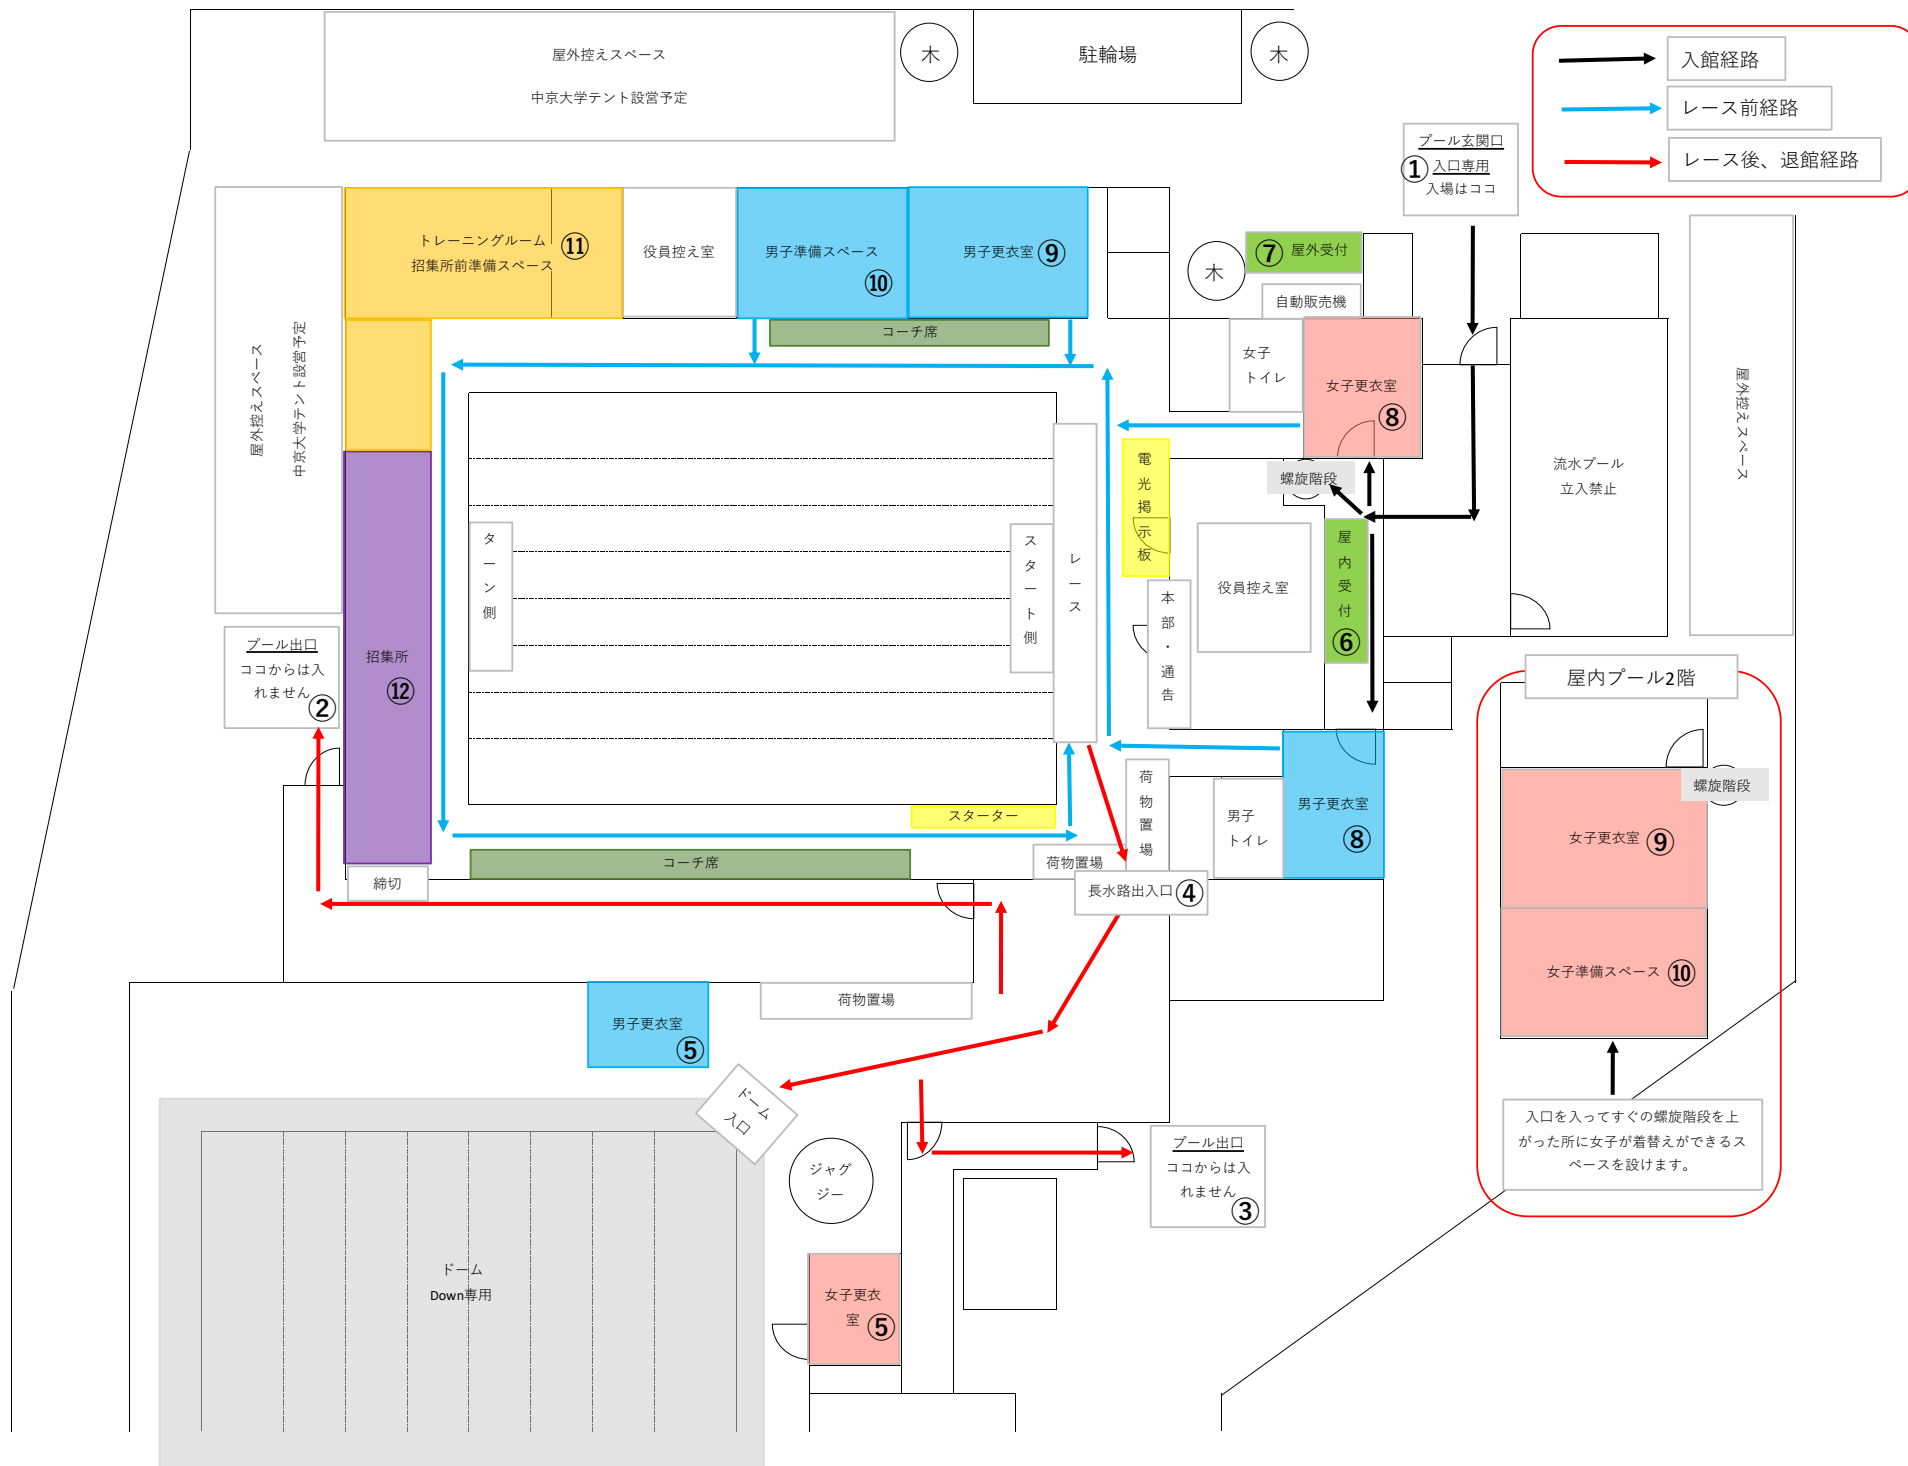 屋外控えスペース
中京大学テント設営予定
木
駐輪場
木
入館経路
レース前経路
レース後、退館経路
プール玄関口
① 入口専用
入場はココ
トレーニングルーム
招集所前準備スペース
⑪
役員控え室
男子準備スペース
⑩
男子更衣室 ⑨
⑦ 屋外受付
木
自動販売機
コーチ席
女子
トイレ
女子更衣室
⑧
屋外控えスペース
中京大学テント設営予定
屋外控えスペース
流水プール
立入禁止
螺旋階段
電光掲示板
ターン側
スタート側
レース
役員控え室
屋内受付
⑥
本部・通告
プール出口
ココからは入
れません
②
招集所
⑫
屋内プール2階
荷物置場
男子
トイレ
男子更衣室
⑧
螺旋階段
女子更衣室 ⑨
スターター
コーチ席
荷物置場
締切
長水路出入口 ④
女子準備スペース ⑩
荷物置場
男子更衣室
⑤
ドーム
入口
入口を入ってすぐの螺旋階段を上
がった所に女子が着替えができるス
ペースを設けます。
ジャグ
ジー
プール出口
ココからは入
れません
③
ドーム
Down専用
女子更衣
室 ⑤